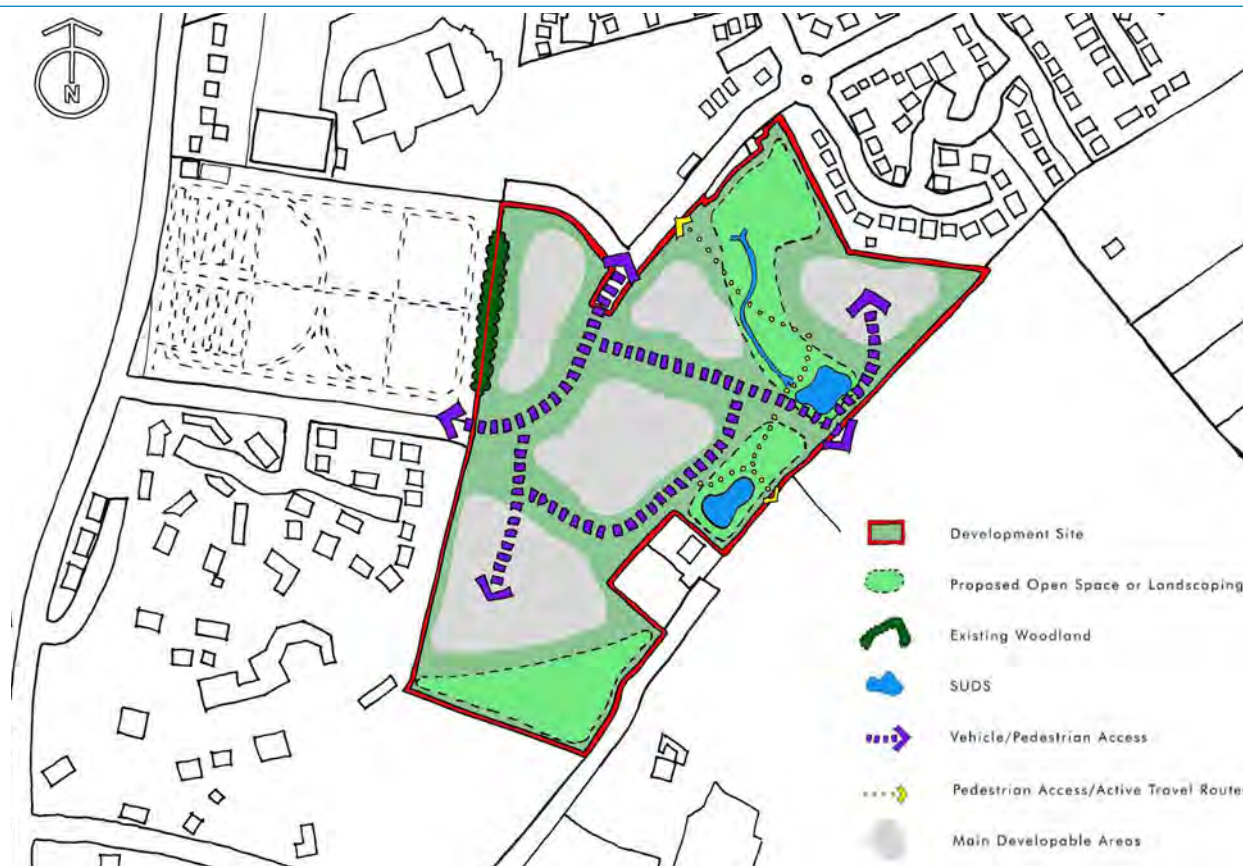 N
Development Site
Proposed Open Space or Landscaping
Existing Woodland
SUDS
Vehicle/Pedestrian Access
Pedestrian Access/Active Travel Route
Main Developable Areas